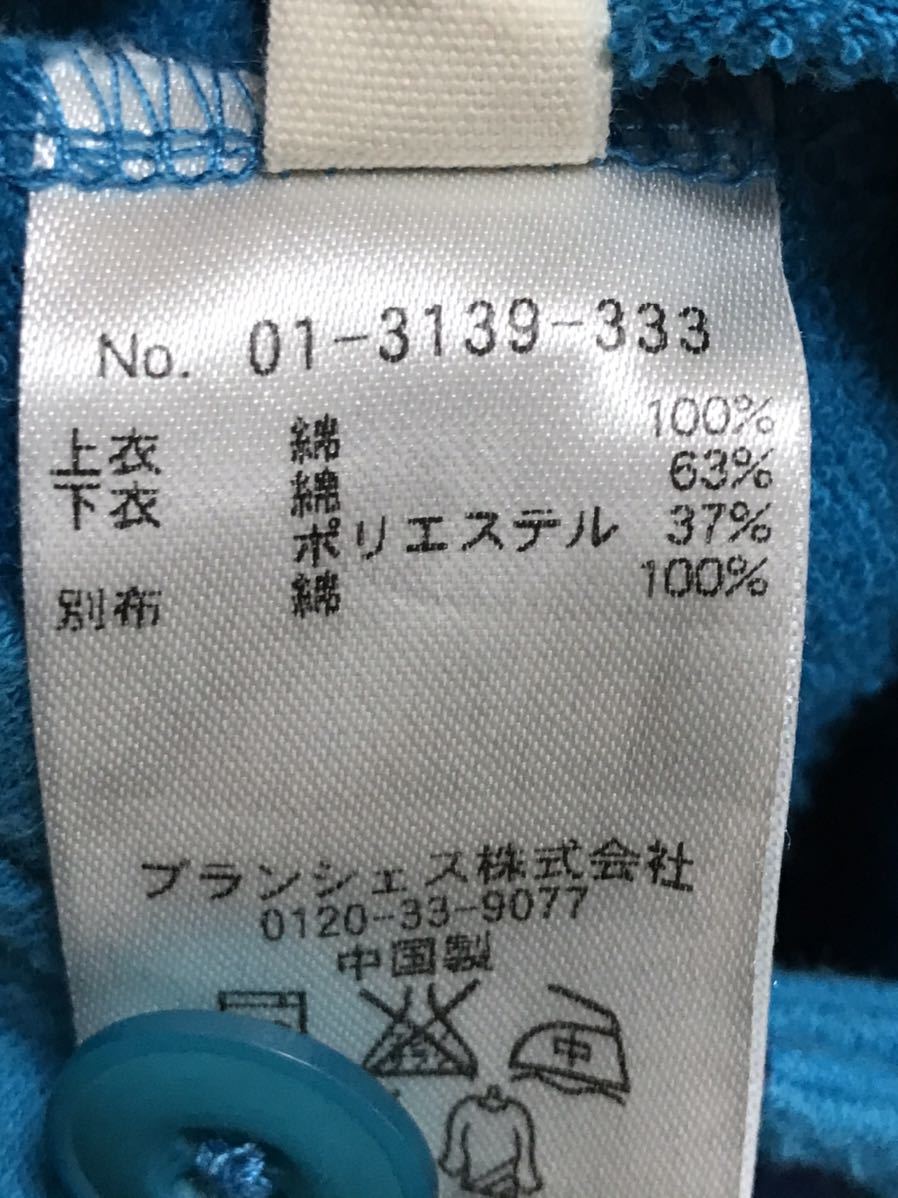 No. 01-3139-333
上衣 綿 100%
下衣 綿 63%
ポリエステル 37%
別布 綿 100%
ブランシェス株式会社
0120-33-9077
中国製
中